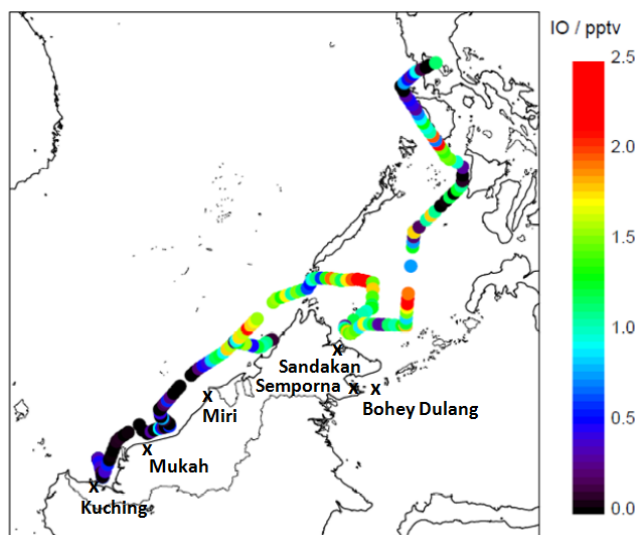 IO / pptv
2.5
2.0
1.5
1.0
0.5
0.0
x
Sandakan
Semporna x x
Bohey Dulang
x
Miri
x
Mukah
x
Kuching